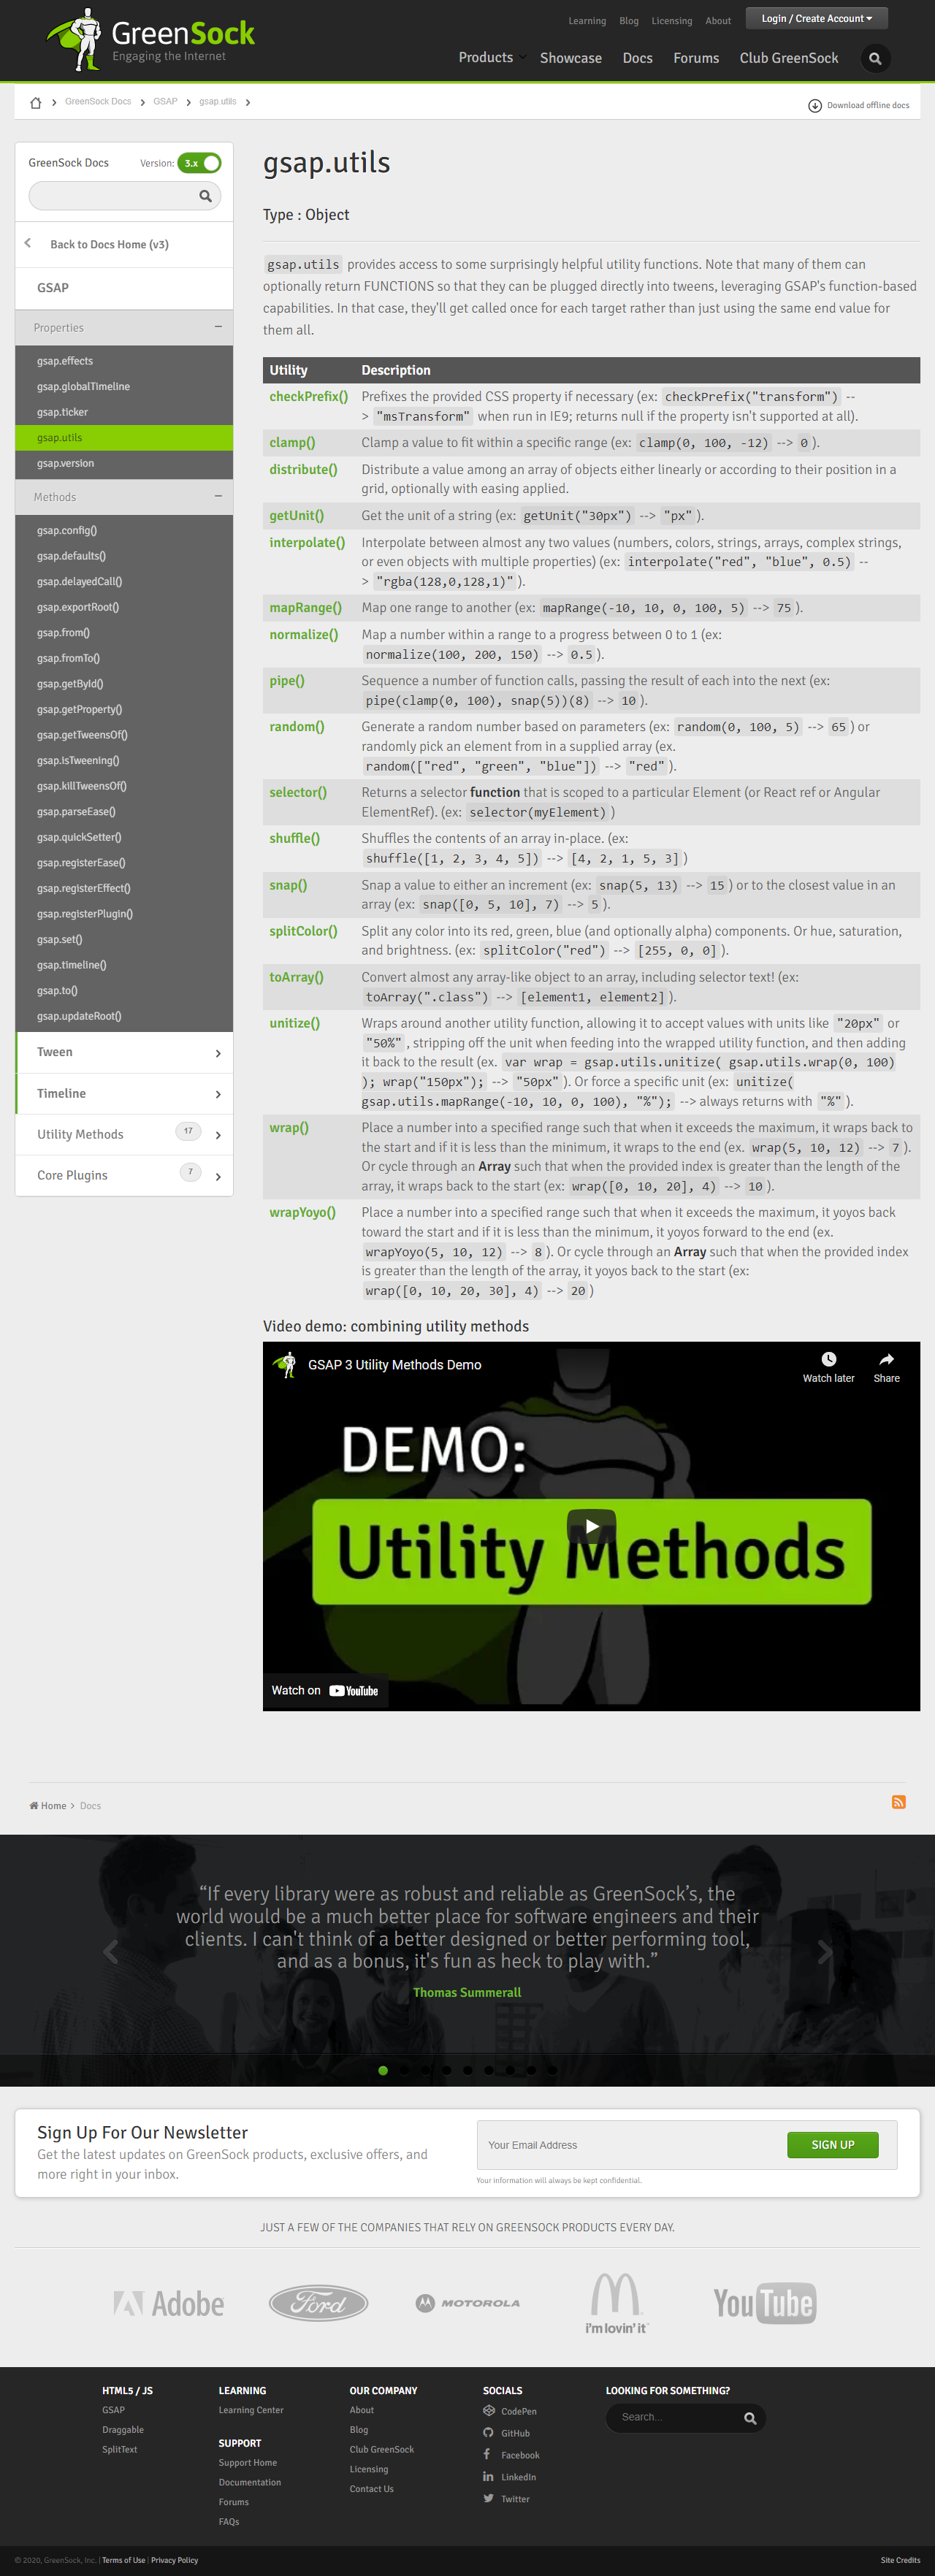 GreenSock
Engaging the Internet
Learning Blog Licensing About Login / Create Account
Products Showcase Docs Forums Club GreenSock
GreenSock Docs GSAP gsap.utils
Download offline docs
GreenSock Docs Version: 3.x
Back to Docs Home (v3)
GSAP
Properties
gsap.effects
gsap.globalTimeline
gsap.ticker
gsap.utils
gsap.version
Methods
gsap.config()
gsap.defaults()
gsap.delayedCall()
gsap.exportRoot()
gsap.from()
gsap.fromTo()
gsap.getById()
gsap.getProperty()
gsap.getTweensOf()
gsap.isTweening()
gsap.killTweensOf()
gsap.parseEase()
gsap.quickSetter()
gsap.registerEase()
gsap.registerEffect()
gsap.registerPlugin()
gsap.set()
gsap.timeline()
gsap.to()
gsap.updateRoot()
Tween
Timeline
Utility Methods 17
Core Plugins 7
gsap.utils
Type : Object
gsap.utils provides access to some surprisingly helpful utility functions. Note that many of them can
optionally return FUNCTIONS so that they can be plugged directly into tweens, leveraging GSAP's function-based
capabilities. In that case, they'll get called once for each target rather than just using the same end value for
them all.
Utility Description
checkPrefix() Prefixes the provided CSS property if necessary (ex: checkPrefix("transform") --
> "msTransform" when run in IE9; returns null if the property isn't supported at all).
clamp() Clamp a value to fit within a specific range (ex: clamp(0, 100, -12) --> 0 ).
distribute() Distribute a value among an array of objects either linearly or according to their position in a
grid, optionally with easing applied.
getUnit() Get the unit of a string (ex: getUnit("30px") --> "px" ).
interpolate() Interpolate between almost any two values (numbers, colors, strings, arrays, complex strings,
or even objects with multiple properties) (ex: interpolate("red", "blue", 0.5) --
> "rgba(128,0,128,1)" ).
mapRange() Map one range to another (ex: mapRange(-10, 10, 0, 100, 5) --> 75 ).
normalize() Map a number within a range to a progress between 0 to 1 (ex:
normalize(100, 200, 150) --> 0.5 ).
pipe() Sequence a number of function calls, passing the result of each into the next (ex:
pipe(clamp(0, 100), snap(5))(8) --> 10 ).
random() Generate a random number based on parameters (ex: random(0, 100, 5) --> 65 ) or
randomly pick an element from in a supplied array (ex.
random(["red", "green", "blue"]) --> "red" ).
selector() Returns a selector function that is scoped to a particular Element (or React ref or Angular
ElementRef). (ex: selector(myElement) )
shuffle() Shuffles the contents of an array in-place. (ex:
shuffle([1, 2, 3, 4, 5]) --> [4, 2, 1, 5, 3] )
snap() Snap a value to either an increment (ex: snap(5, 13) --> 15 ) or to the closest value in an
array (ex: snap([0, 5, 10], 7) --> 5 ).
splitColor() Split any color into its red, green, blue (and optionally alpha) components. Or hue, saturation,
and brightness. (ex: splitColor("red") --> [255, 0, 0] ).
toArray() Convert almost any array-like object to an array, including selector text! (ex:
toArray(".class") --> [element1, element2] ).
unitize() Wraps around another utility function, allowing it to accept values with units like "20px" or
"50%" , stripping off the unit when feeding into the wrapped utility function, and then adding
it back to the result (ex. var wrap = gsap.utils.unitize( gsap.utils.wrap(0, 100)
); wrap("150px"); --> "50px" ). Or force a specific unit (ex: unitize(
gsap.utils.mapRange(-10, 10, 0, 100), "%"); --> always returns with "%" ).
wrap() Place a number into a specified range such that when it exceeds the maximum, it wraps back to
the start and if it is less than the minimum, it wraps to the end (ex. wrap(5, 10, 12) --> 7 ).
Or cycle through an Array such that when the provided index is greater than the length of the
array, it wraps back to the start (ex: wrap([0, 10, 20], 4) --> 10 ).
wrapYoyo() Place a number into a specified range such that when it exceeds the maximum, it yoyos back
toward the start and if it is less than the minimum, it yoyos forward to the end (ex.
wrapYoyo(5, 10, 12) --> 8 ). Or cycle through an Array such that when the provided index
is greater than the length of the array, it yoyos back to the start (ex:
wrap([0, 10, 20, 30], 4) --> 20 )
Video demo: combining utility methods
GSAP 3 Utility Methods Demo
Watch later Share
DEMO:
Utility Methods
Watch on YouTube
Home Docs
“If every library were as robust and reliable as GreenSock’s, the
world would be a much better place for software engineers and their
clients. I can't think of a better designed or better performing tool,
and as a bonus, it's fun as heck to play with.”
Thomas Summerall
Sign Up For Our Newsletter
Get the latest updates on GreenSock products, exclusive offers, and
more right in your inbox.
Your Email Address SIGN UP
Your information will always be kept confidential.
JUST A FEW OF THE COMPANIES THAT RELY ON GREENSOCK PRODUCTS EVERY DAY.
Adobe Ford MOTOROLA i'm lovin' it™ YouTube
HTML5 / JS
GSAP
Draggable
SplitText
LEARNING
Learning Center
SUPPORT
Support Home
Documentation
Forums
FAQs
OUR COMPANY
About
Blog
Club GreenSock
Licensing
Contact Us
SOCIALS
CodePen
GitHub
Facebook
LinkedIn
Twitter
LOOKING FOR SOMETHING?
Search...
© 2020, GreenSock, Inc. | Terms of Use | Privacy Policy
Site Credits